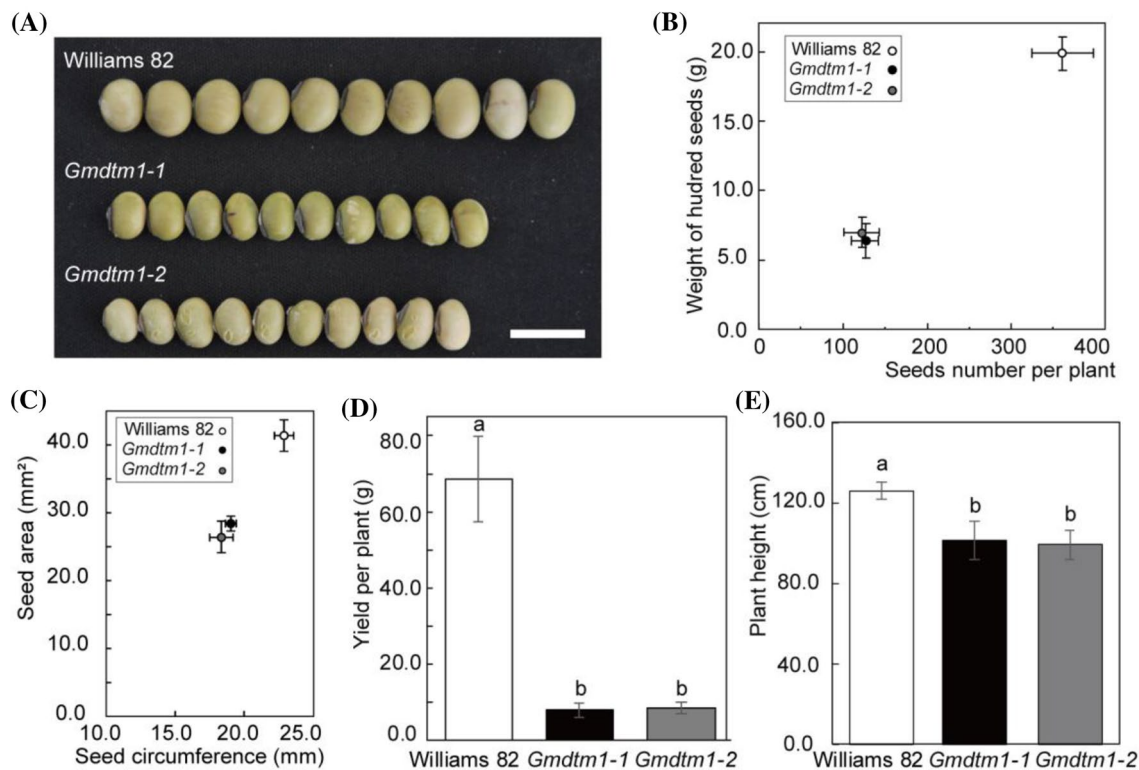 (A)
Williams 82
Gmdtm1-1
Gmdtm1-2
(B)
Weight of hudred seeds (g)
20.0
15.0
10.0
5.0
0.0
Williams 82
Gmdtm1-1
Gmdtm1-2
0
100
200
300
400
Seeds number per plant
(C)
Seed area (mm²)
40.0
30.0
20.0
10.0
0.0
Williams 82
Gmdtm1-1
Gmdtm1-2
10.0
15.0
20.0
25.0
Seed circumference (mm)
(D)
Yield per plant (g)
80.0
60.0
40.0
20.0
0.0
a
b
b
Williams 82
Gmdtm1-1
Gmdtm1-2
(E)
Plant height (cm)
160.0
120.0
80.0
40.0
0.0
a
b
b
Williams 82
Gmdtm1-1
Gmdtm1-2